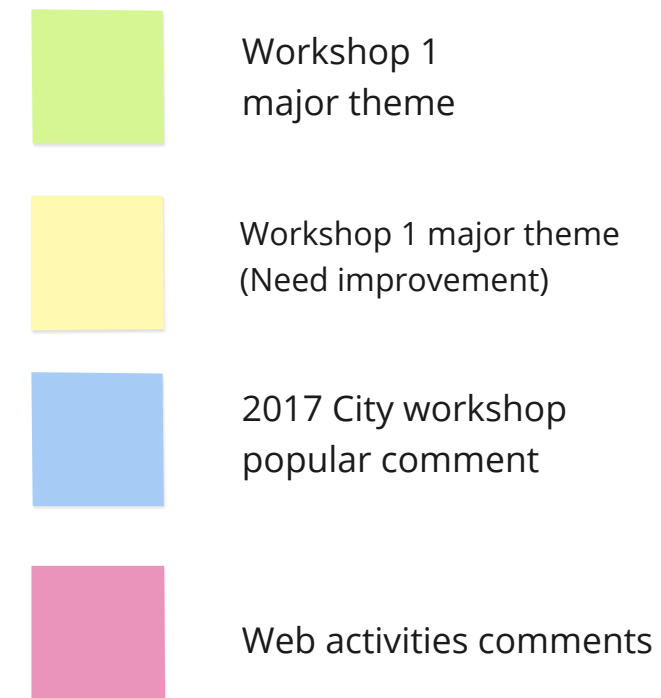 Workshop 1
major theme
Workshop 1 major theme
(Need improvement)
2017 City workshop
popular comment
Web activities comments